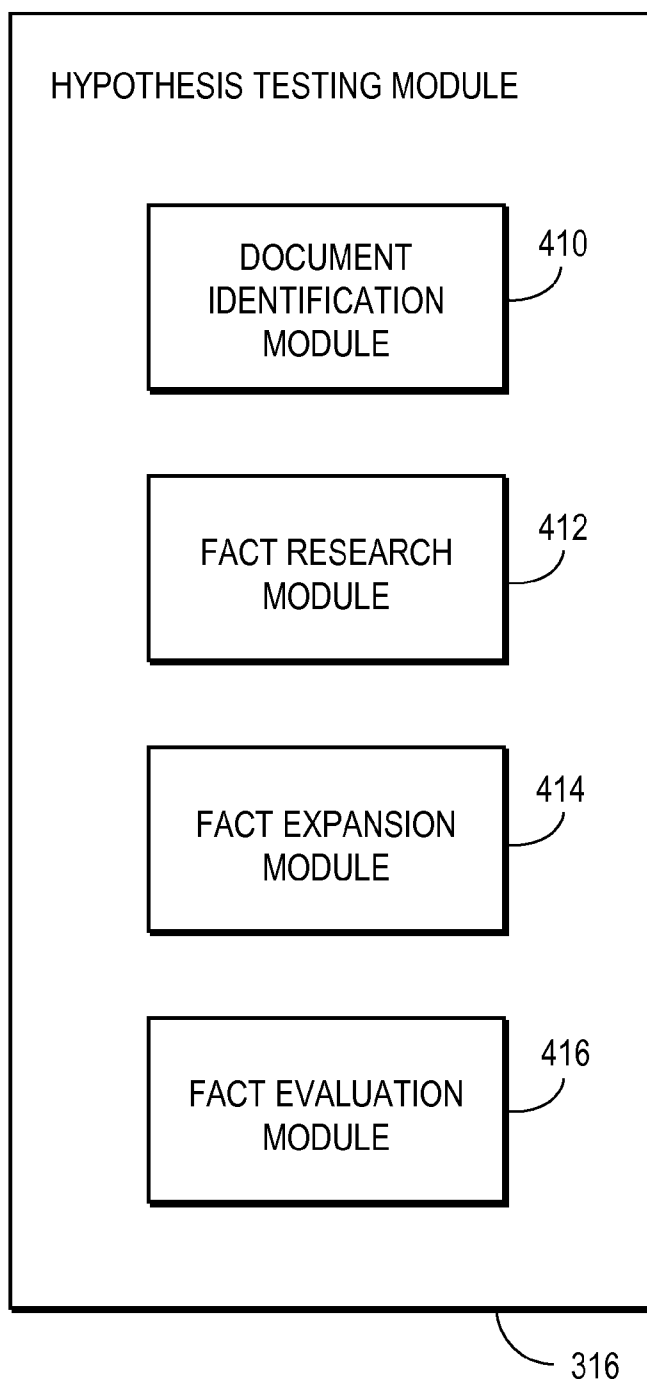 HYPOTHESIS TESTING MODULE
DOCUMENT
IDENTIFICATION
MODULE
410
FACT RESEARCH
MODULE
412
FACT EXPANSION
MODULE
414
FACT EVALUATION
MODULE
416
316